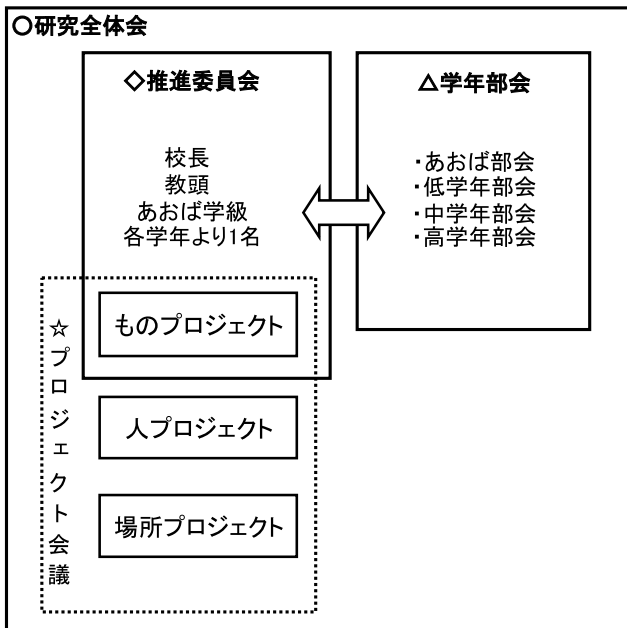 ○研究全体会
◇推進委員会
校長
教頭
あおば学級
各学年より1名
△学年部会
・あおば部会
・低学年部会
・中学年部会
・高学年部会
☆プロジェクト会議
ものプロジェクト
人プロジェクト
場所プロジェクト